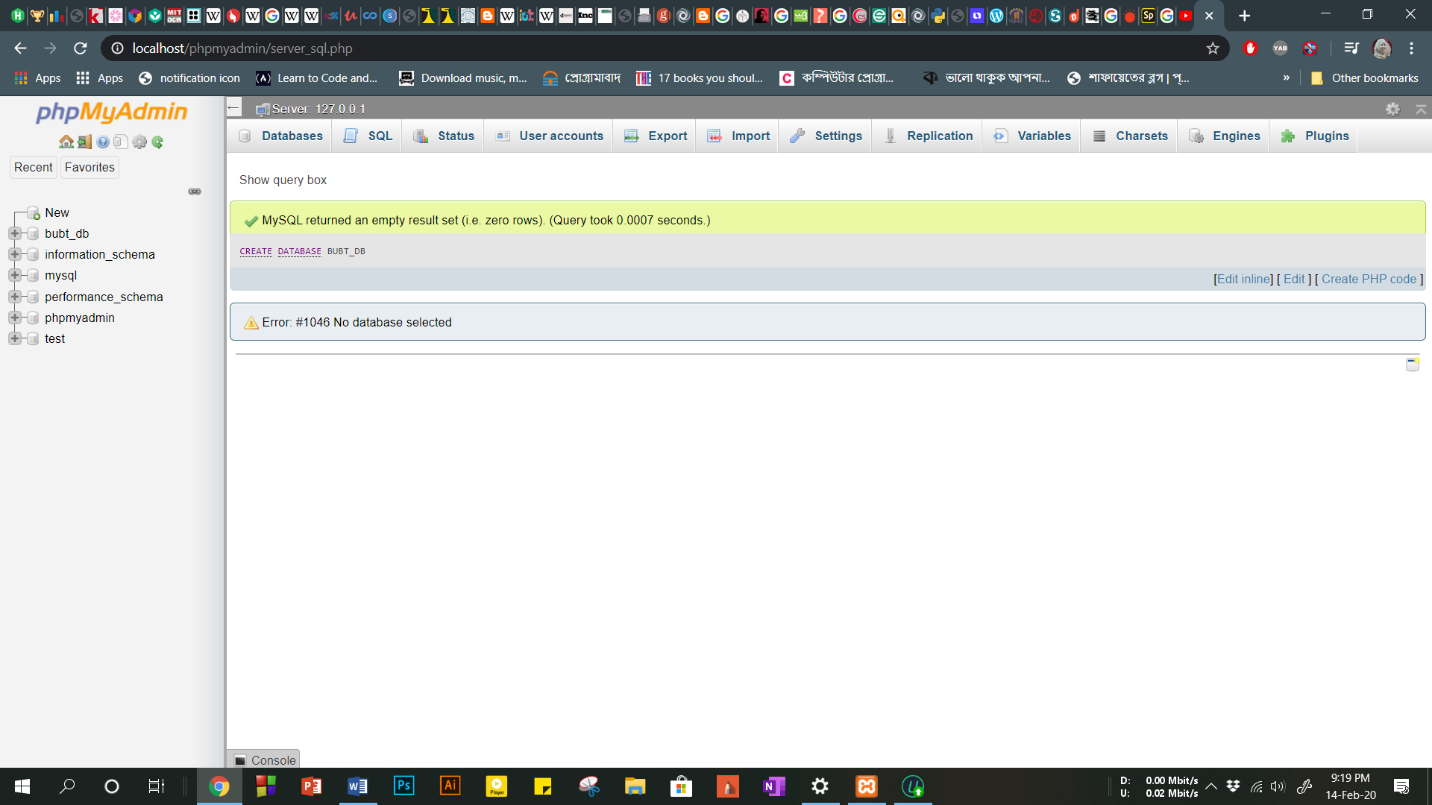 localhost/phpmyadmin/server_sql.php
Apps
Apps
notification icon
Learn to Code and...
Download music, m...
প্রোগ্রামাবাদ
17 books you shoul...
কম্পিউটার প্রোগ্রা...
ভালো থাকুক আপনা...
শাফায়েতের ব্লগ | প্...
»
Other bookmarks
phpMyAdmin
Recent
Favorites
New
bubt_db
information_schema
mysql
performance_schema
phpmyadmin
test
Server: 127.0.0.1
Databases
SQL
Status
User accounts
Export
Import
Settings
Replication
Variables
Charsets
Engines
Plugins
Show query box
MySQL returned an empty result set (i.e. zero rows). (Query took 0.0007 seconds.)
CREATE DATABASE BUBT_DB
[Edit inline] [ Edit ] [ Create PHP code ]
Error: #1046 No database selected
Console
D: 0.00 Mbit/s
U: 0.02 Mbit/s
9:19 PM
14-Feb-20